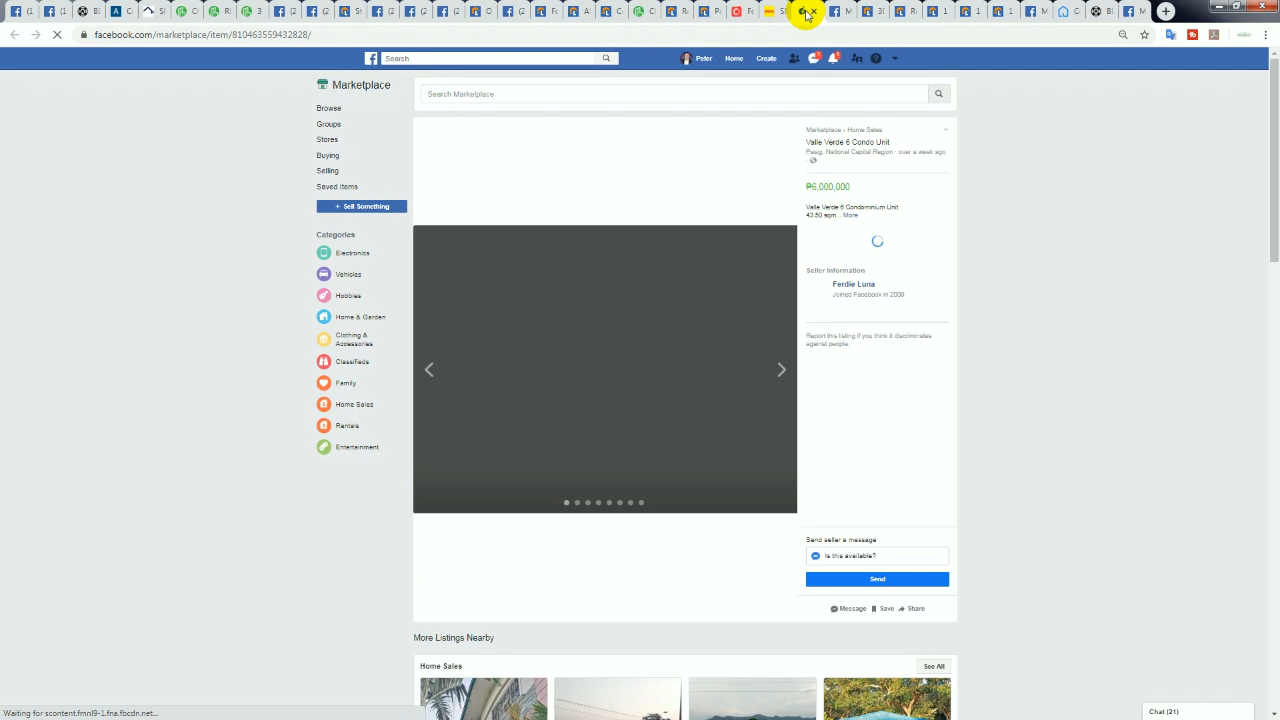 facebook.com/marketplace/item/810463559432828/
Search
Peter
Home
Create
Marketplace
Browse
Groups
Stores
Buying
Selling
Saved Items
+ Sell Something
Categories
Electronics
Vehicles
Hobbies
Home & Garden
Clothing &
Accessories
Classifieds
Family
Home Sales
Rentals
Entertainment
Search Marketplace
Marketplace › Home Sales
Valle Verde 6 Condo Unit
Pasig, National Capital Region · over a week ago
₱6,000,000
Valle Verde 6 Condominium Unit
43.50 sqm... More
Seller Information
Ferdie Luna
Joined Facebook in 2009
Report this listing if you think it discriminates
against people.
Send seller a message
Is this available?
Send
Message Save Share
More Listings Nearby
Home Sales
See All
Waiting for scontent.fmnl9-1.fna.fbcdn.net...
Chat (21)